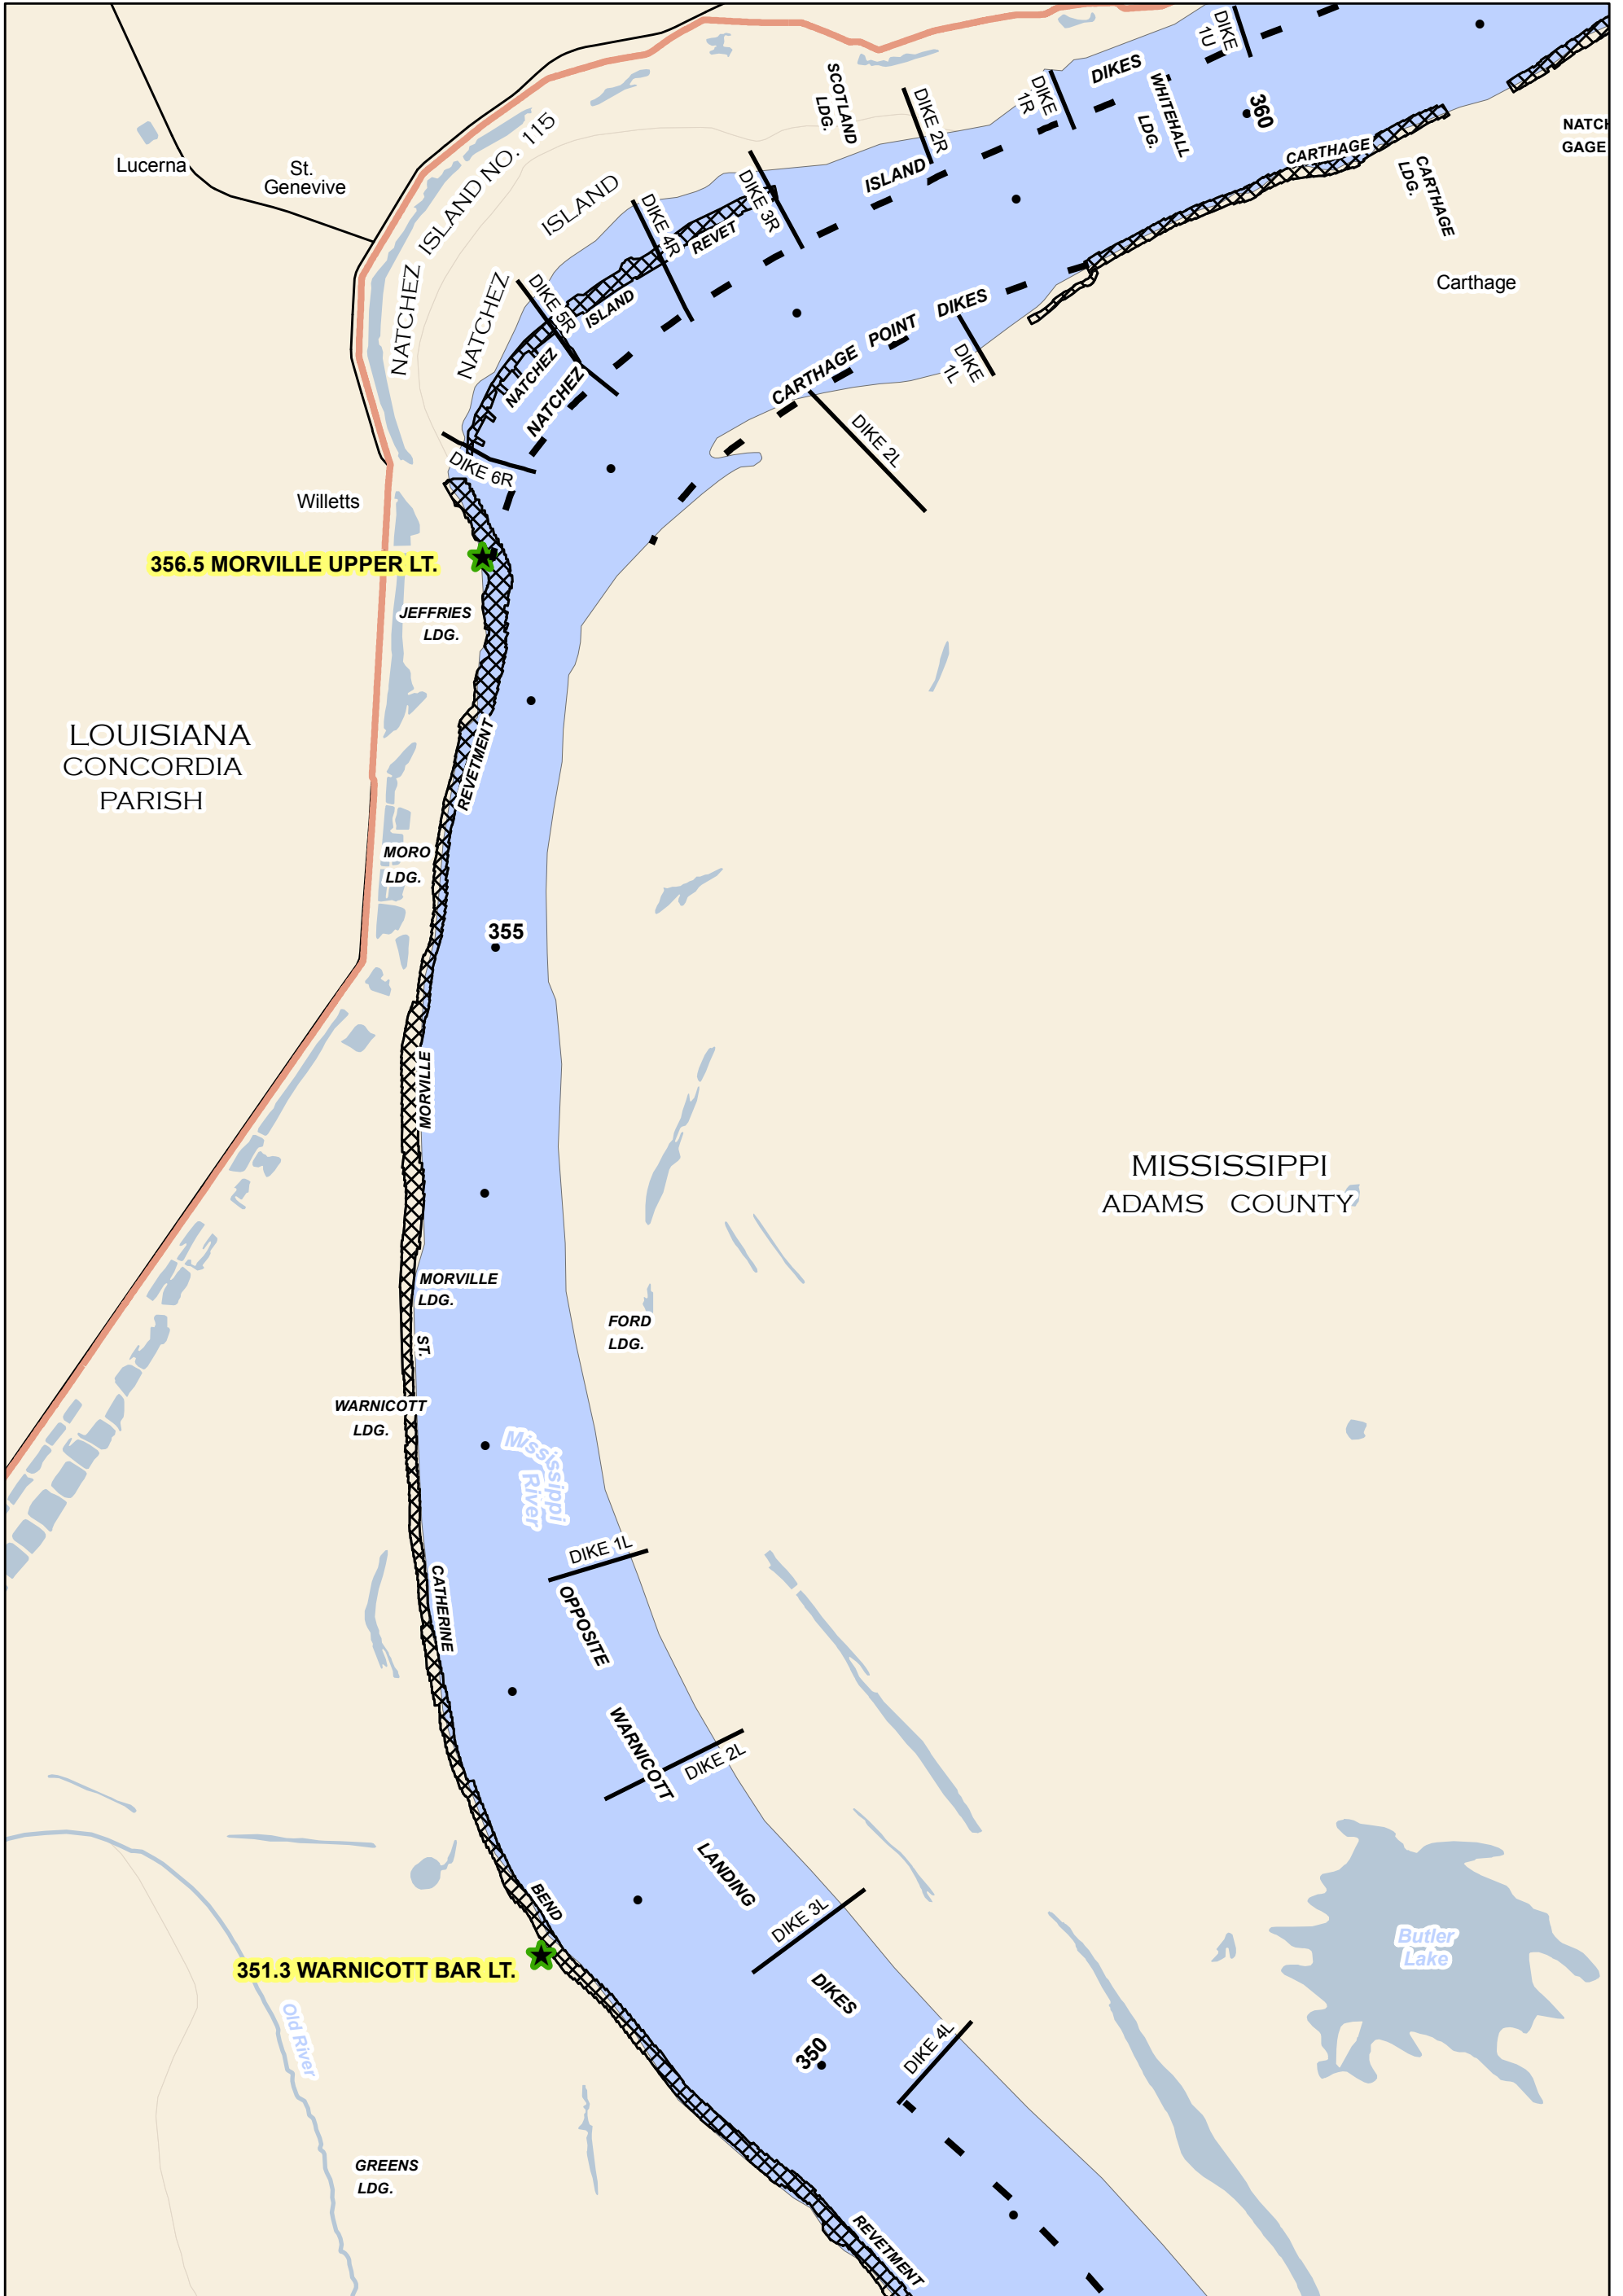 DIKE
1U
DIKES
DIKE
1R
WHITEHALL
LDG.
360
SCOTLAND
LDG.
DIKE 2R
NATCH
GAGE
CARTHAGE
CARTHAGE
LDG.
Carthage
Lucerna
St.
Genevive
NATCHEZ ISLAND NO. 115
NATCHEZ ISLAND
ISLAND
DIKE 3R
DIKE 4R
REVET
DIKE 5R
ISLAND
NATCHEZ
NATCHEZ
CARTHAGE POINT DIKES
DIKE
1L
DIKE 2L
DIKE 6R
Willetts
356.5 MORVILLE UPPER LT.
JEFFRIES
LDG.
LOUISIANA
CONCORDIA
PARISH
REVETMENT
MORO
LDG.
355
MORVILLE
MISSISSIPPI
ADAMS COUNTY
MORVILLE
LDG.
FORD
LDG.
ST.
WARNICOTT
LDG.
Mississippi
River
DIKE 1L
CATHERINE
OPPOSITE
WARNICOTT
DIKE 2L
LANDING
BEND
DIKE 3L
351.3 WARNICOTT BAR LT.
Butler
Lake
DIKES
Old River
350
DIKE 4L
GREENS
LDG.
REVETMENT